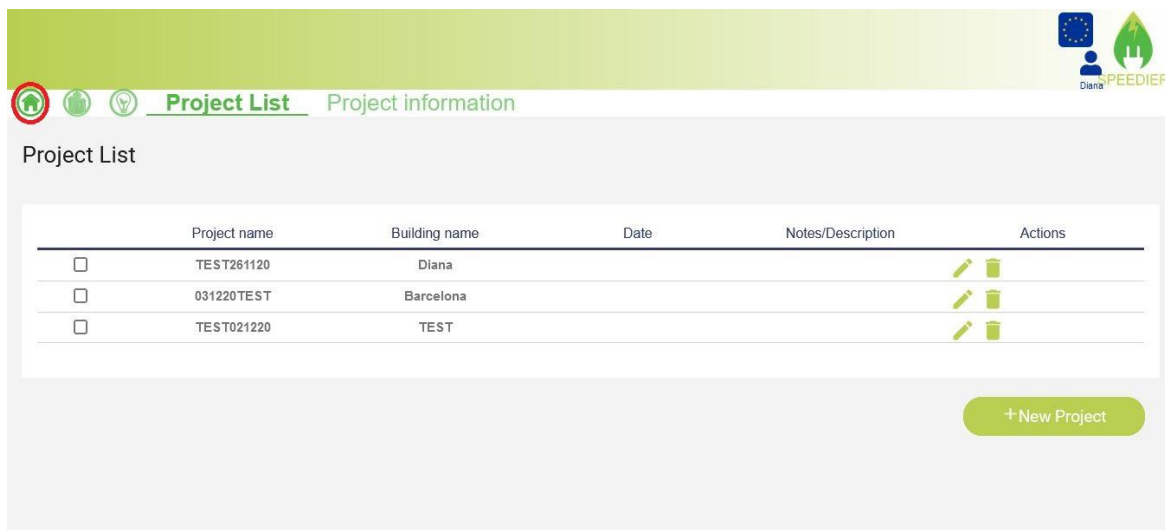 Diana
SPEEDIER
Project List Project information
Project List
Project name Building name Date Notes/Description Actions
TEST261120 Diana
031220TEST Barcelona
TEST021220 TEST
+New Project